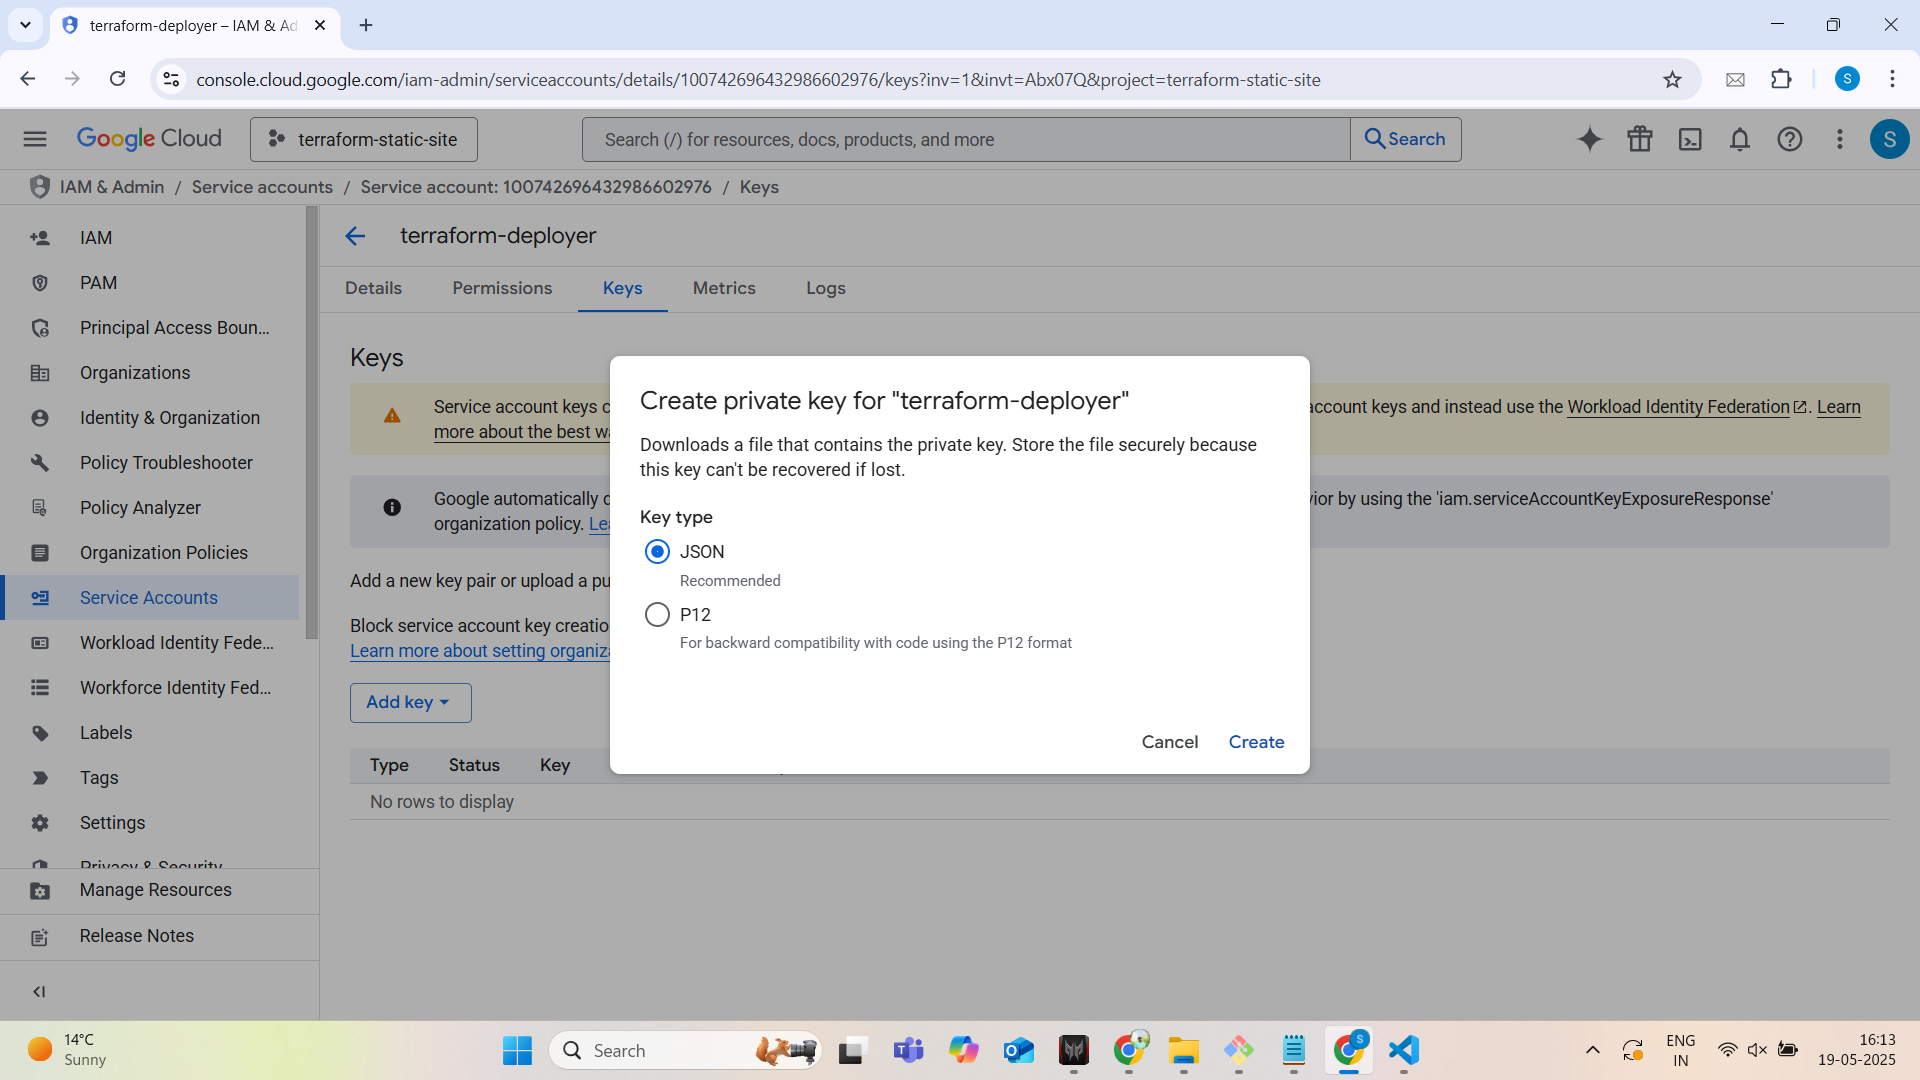 terraform-deployer – IAM & Ad
console.cloud.google.com/iam-admin/serviceaccounts/details/100742696432986602976/keys?inv=1&invt=Abx07Q&project=terraform-static-site
S
Google Cloud
terraform-static-site
Search (/) for resources, docs, products, and more
Search
S
IAM & Admin / Service accounts / Service account: 100742696432986602976 / Keys
IAM
PAM
Principal Access Boun...
Organizations
Identity & Organization
Policy Troubleshooter
Policy Analyzer
Organization Policies
Service Accounts
Workload Identity Fede...
Workforce Identity Fed...
Labels
Tags
Settings
Privacy & Security
Manage Resources
Release Notes
terraform-deployer
Details
Permissions
Keys
Metrics
Logs
Keys
Service account keys c
account keys and instead use the Workload Identity Federation. Learn
more about the best wa
Google automatically d
vior by using the 'iam.serviceAccountKeyExposureResponse'
organization policy. Lea
Add a new key pair or upload a pu
Block service account key creatio
Learn more about setting organiza
Add key
Type Status Key
No rows to display
Create private key for "terraform-deployer"
Downloads a file that contains the private key. Store the file securely because
this key can't be recovered if lost.
Key type
JSON
Recommended
P12
For backward compatibility with code using the P12 format
Cancel
Create
14°C
Sunny
Search
S
ENG
IN
16:13
19-05-2025